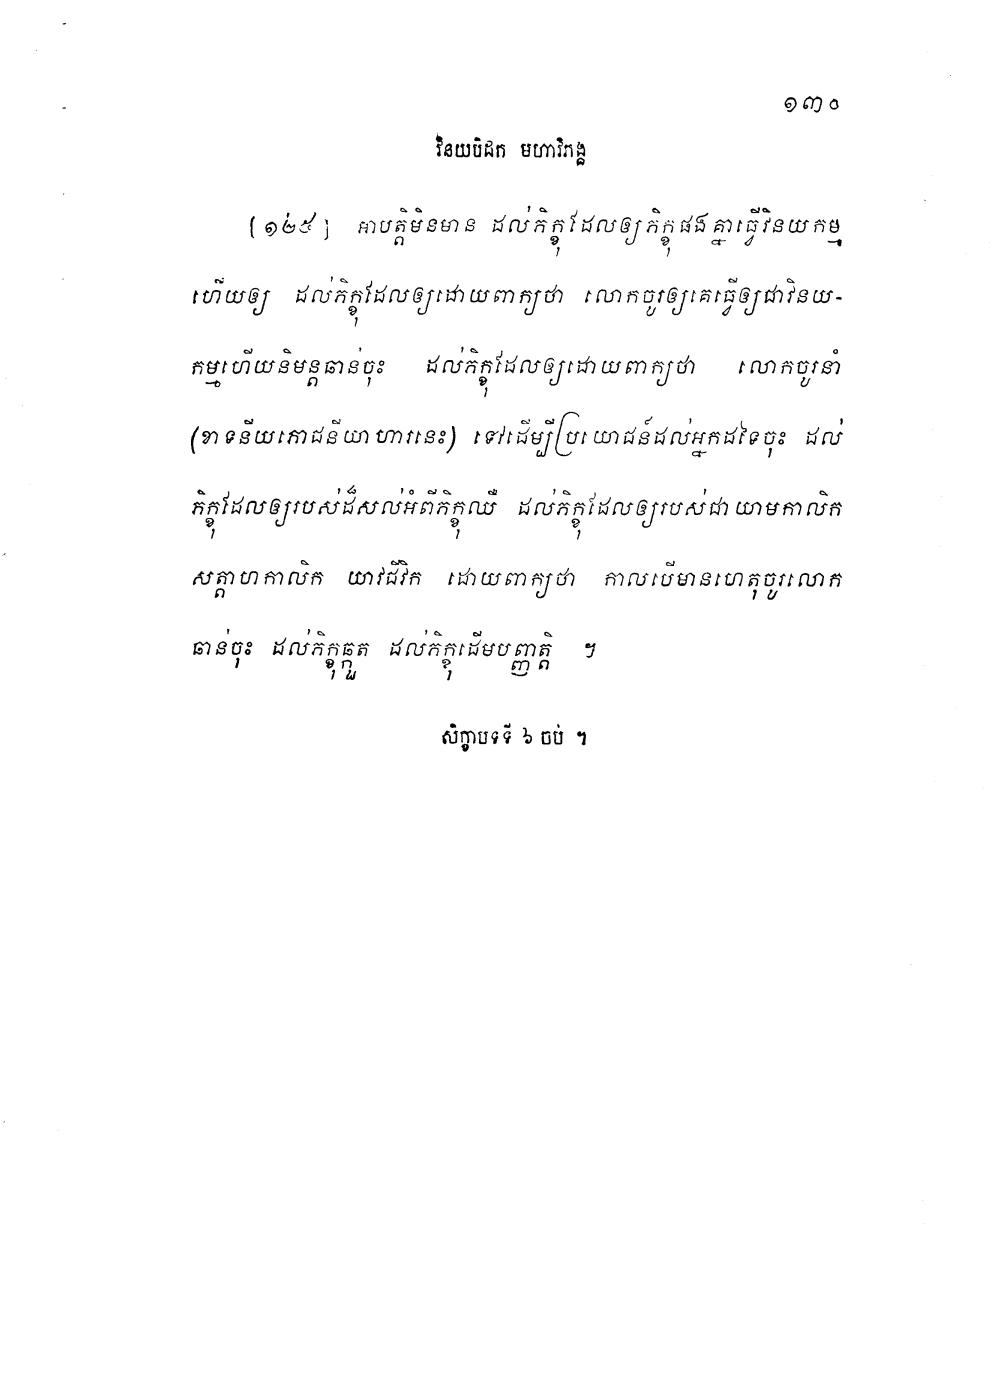 ១៣០
វិនយបិដក មហាវិភង្គ
[១២៥] អាបត្តិមិនមាន ដល់ភិក្ខុដែលឲ្យភិក្ខុផងគ្នាធ្វើវិនយកម្ម
ហើយឲ្យ ដល់ភិក្ខុដែលឲ្យដោយពាក្យថា លោកចូរឲ្យគេធ្វើឲ្យជាវិនយ-
កម្មហើយនិមន្តឆាន់ចុះ ដល់ភិក្ខុដែលឲ្យដោយពាក្យថា លោកចូរនាំ
(ខាទនីយភោជនីយាហារនេះ) ទៅដើម្បីប្រយោជន៍ដល់អ្នកដទៃចុះ ដល់
ភិក្ខុដែលឲ្យរបស់ដ៏សល់អំពីភិក្ខុឈឺ ដល់ភិក្ខុដែលឲ្យរបស់ជាយាមកាលិក
សត្តាហកាលិក យាវជីវិក ដោយពាក្យថា កាលបើមានហេតុចូរលោក
ឆាន់ចុះ ដល់ភិក្ខុឆ្កួត ដល់ភិក្ខុដើមបញ្ញត្តិ ។
សិក្ខាបទទី ៦ ចប់ ។